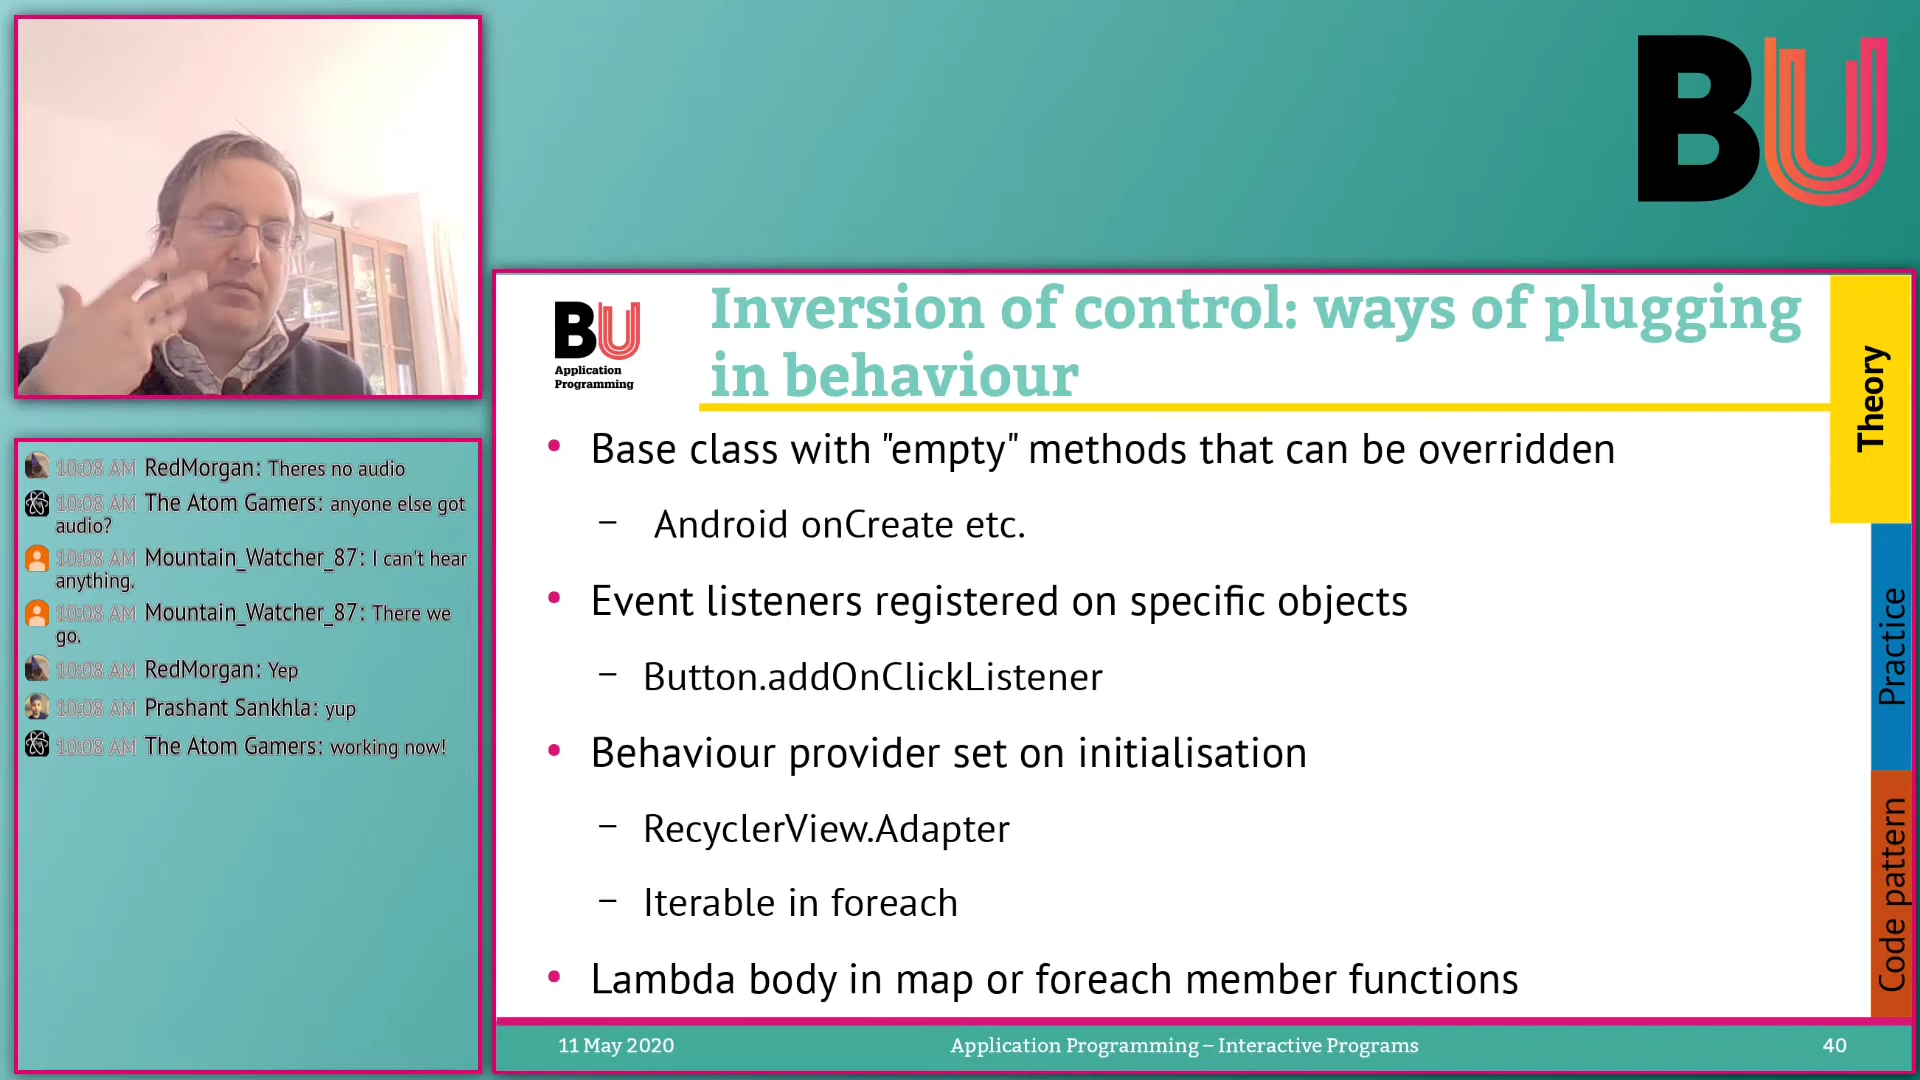 BU
10:08 AM RedMorgan: Theres no audio
10:08 AM The Atom Gamers: anyone else got
audio?
10:08 AM Mountain_Watcher_87: I can't hear
anything.
10:08 AM Mountain_Watcher_87: There we
go.
10:08 AM RedMorgan: Yep
10:08 AM Prashant Sankhla: yup
10:08 AM The Atom Gamers: working now!
BU
Application
Programming
Inversion of control: ways of plugging
in behaviour
• Base class with "empty" methods that can be overridden
– Android onCreate etc.
• Event listeners registered on specific objects
– Button.addOnClickListener
• Behaviour provider set on initialisation
– RecyclerView.Adapter
– Iterable in foreach
• Lambda body in map or foreach member functions
Theory
Practice
Code pattern
11 May 2020
Application Programming – Interactive Programs
40